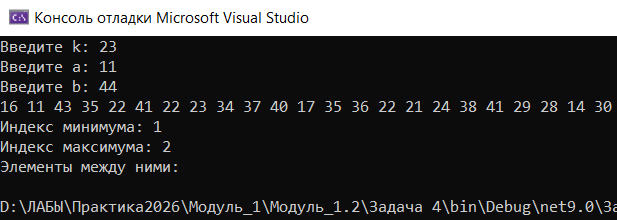 Консоль отладки Microsoft Visual Studio
Введите k: 23
Введите a: 11
Введите b: 44
16 11 43 35 22 41 22 23 34 37 40 17 35 36 22 21 24 38 41 29 28 14 30
Индекс минимума: 1
Индекс максимума: 2
Элементы между ними:
D:\ЛАБЫ\Практика2026\Модуль_1\Модуль_1.2\Задача 4\bin\Debug\net9.0\За